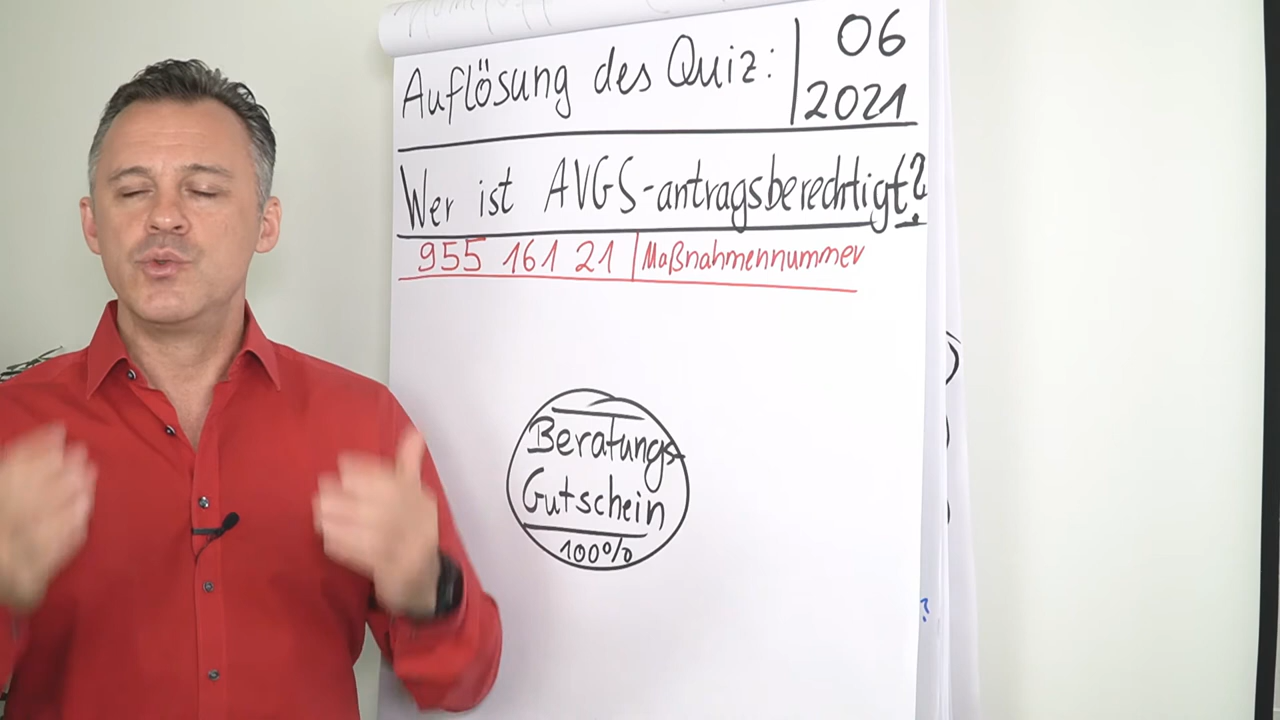 Auflösung des Quiz: 06
2021
Wer ist AVGS-antragsberechtigt?
955 161 21 Maßnahmennummer
Beratungs-
Gutschein
100%
?